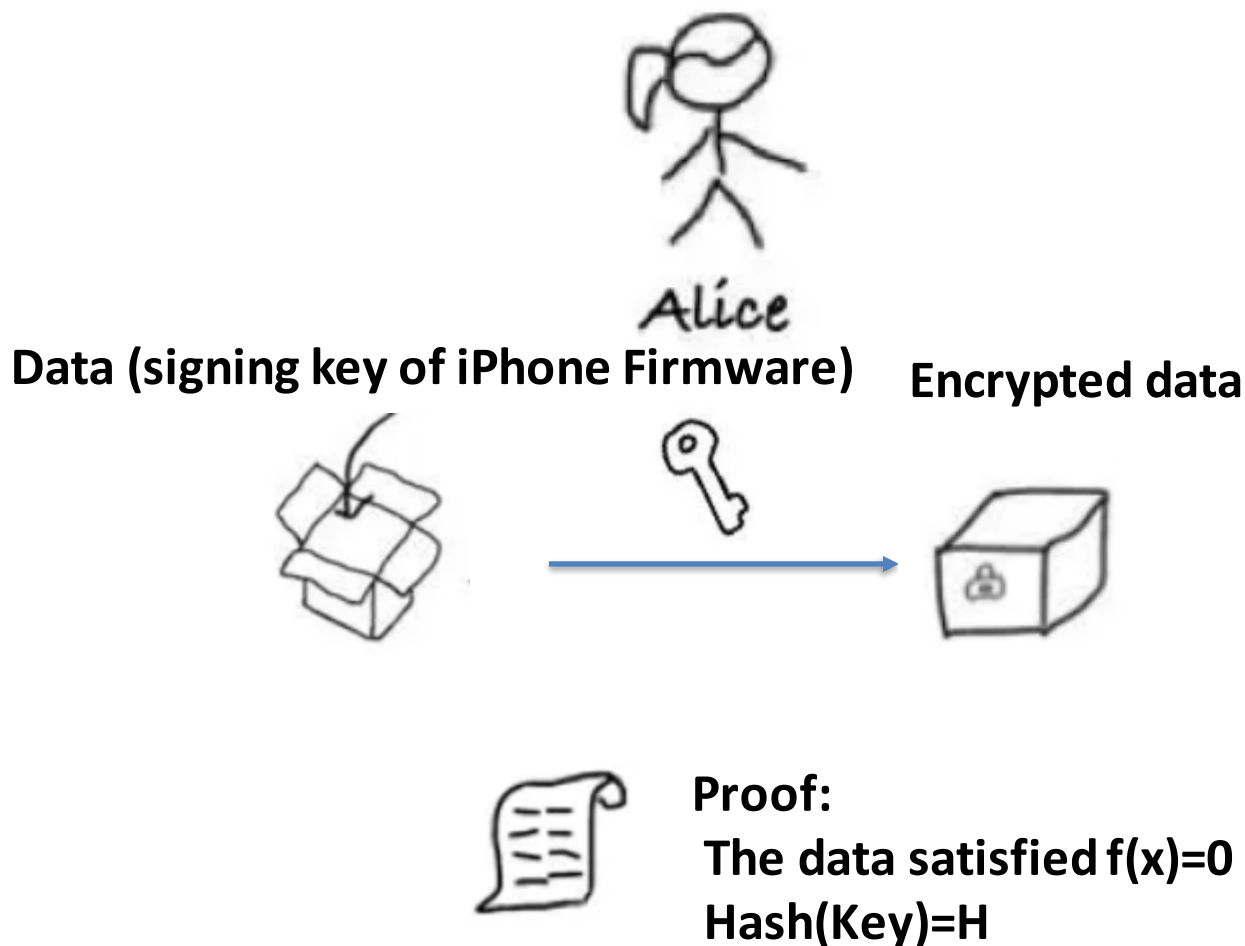 Alice
Data (signing key of iPhone Firmware)
Encrypted data
Proof:
The data satisfied f(x)=0
Hash(Key)=H